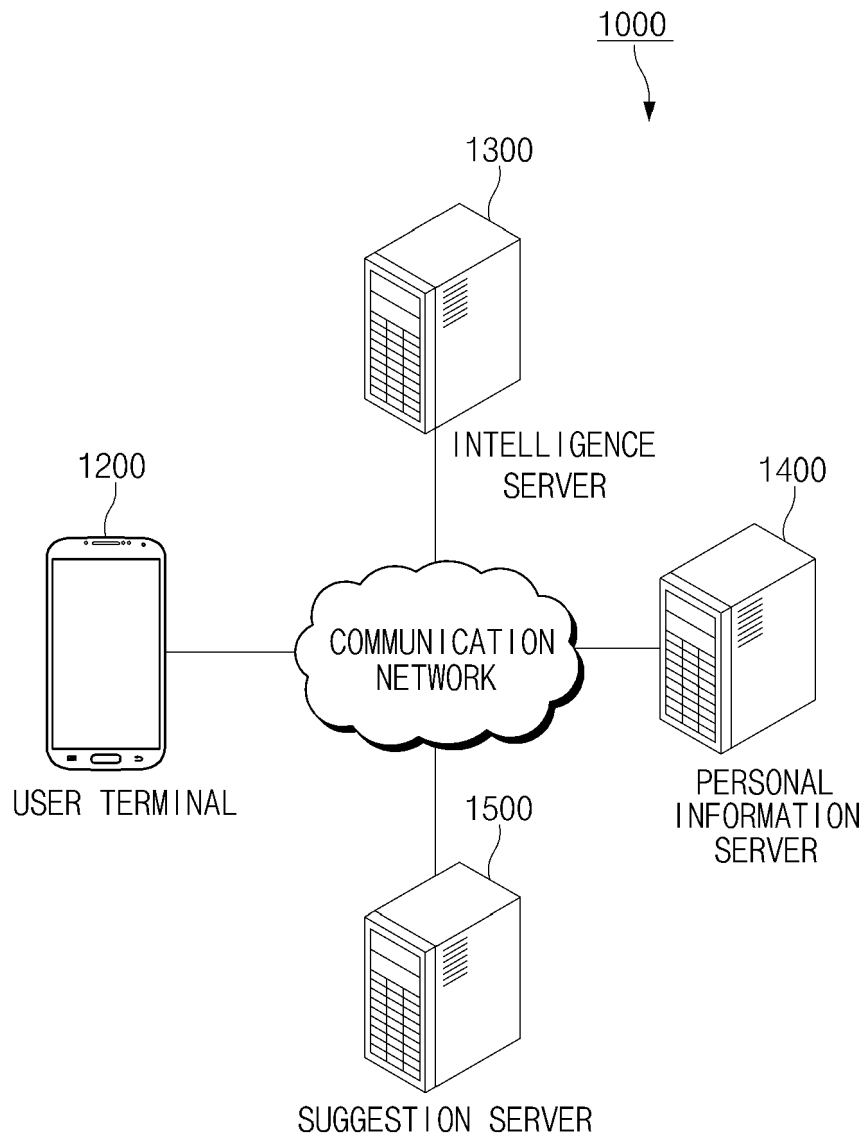 1000
1300
INTELLIGENCE
SERVER
1200
1400
COMMUNICATION
NETWORK
USER TERMINAL
PERSONAL
INFORMATION
SERVER
1500
SUGGESTION SERVER